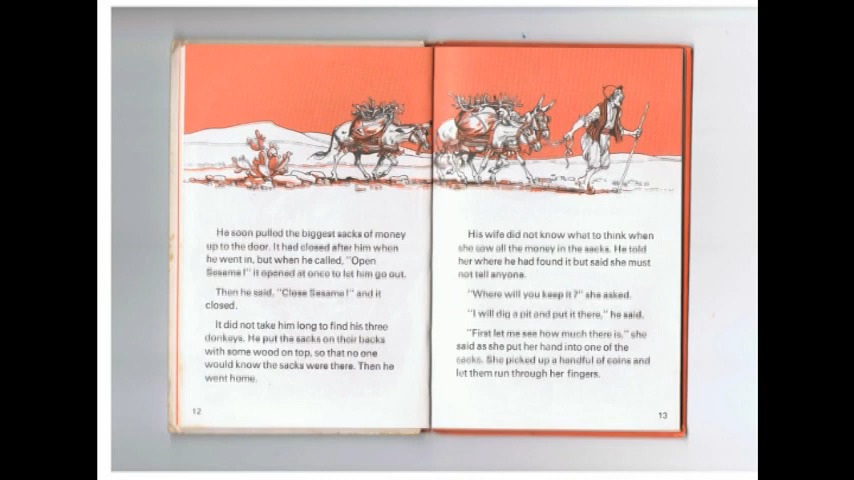 He soon pulled the biggest sacks of money
up to the door. It had closed after him when
he went in, but when he called, "Open
Sesame!" it opened at once to let him go out.
Then he said, "Close Sesame!" and it
closed.
It did not take him long to find his three
donkeys. He put the sacks on their backs
with some wood on top, so that no one
would know the sacks were there. Then he
went home.
12
His wife did not know what to think when
she saw all the money in the sacks. He told
her where he had found it but said she must
not tell anyone.
"Where will you keep it?" she asked.
"I will dig a pit and put it there," he said.
"First let me see how much there is," she
said as she put her hand into one of the
sacks. She picked up a handful of coins and
let them run through her fingers.
13